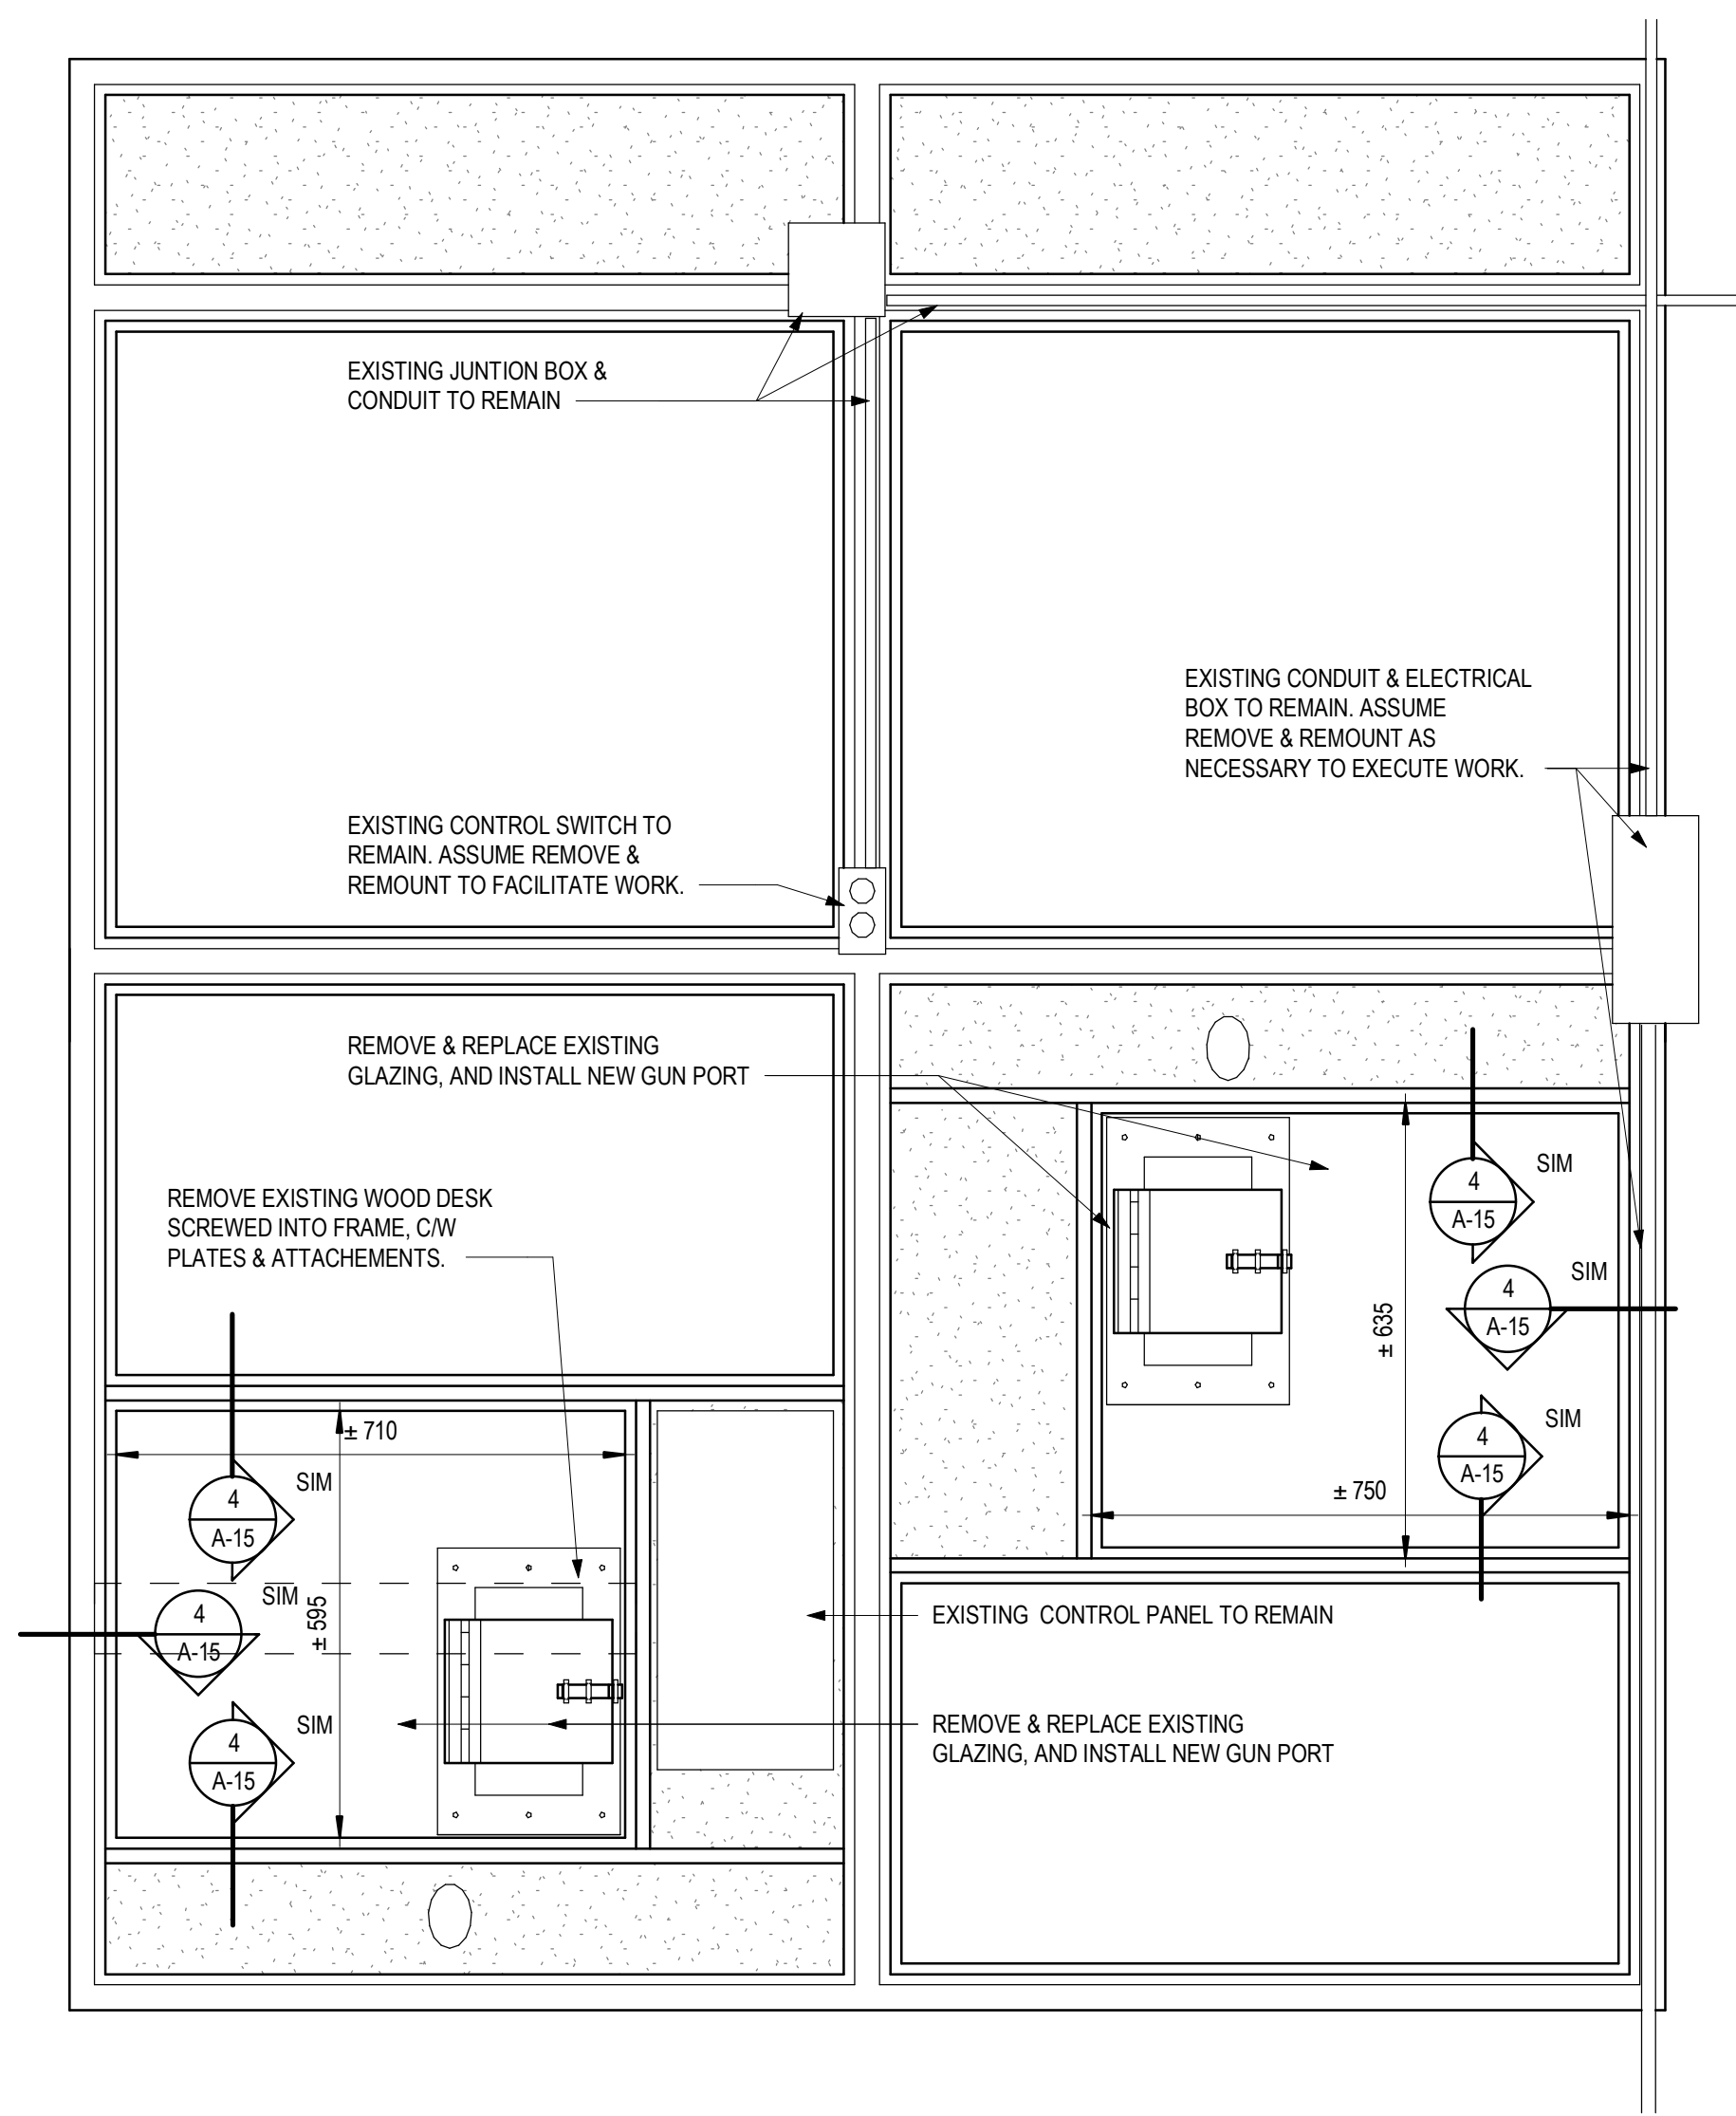 EXISTING JUNTION BOX &
CONDUIT TO REMAIN
EXISTING CONDUIT & ELECTRICAL
BOX TO REMAIN. ASSUME
REMOVE & REMOUNT AS
NECESSARY TO EXECUTE WORK.
EXISTING CONTROL SWITCH TO
REMAIN. ASSUME REMOVE &
REMOUNT TO FACILITATE WORK.
REMOVE & REPLACE EXISTING
GLAZING, AND INSTALL NEW GUN PORT
REMOVE EXISTING WOOD DESK
SCREWED INTO FRAME, C/W
PLATES & ATTACHEMENTS.
SIM
4
A-15
SIM
4
A-15
± 635
SIM
4
A-15
± 750
± 710
SIM
4
A-15
SIM
4
A-15
± 595
SIM
4
A-15
EXISTING CONTROL PANEL TO REMAIN
REMOVE & REPLACE EXISTING
GLAZING, AND INSTALL NEW GUN PORT